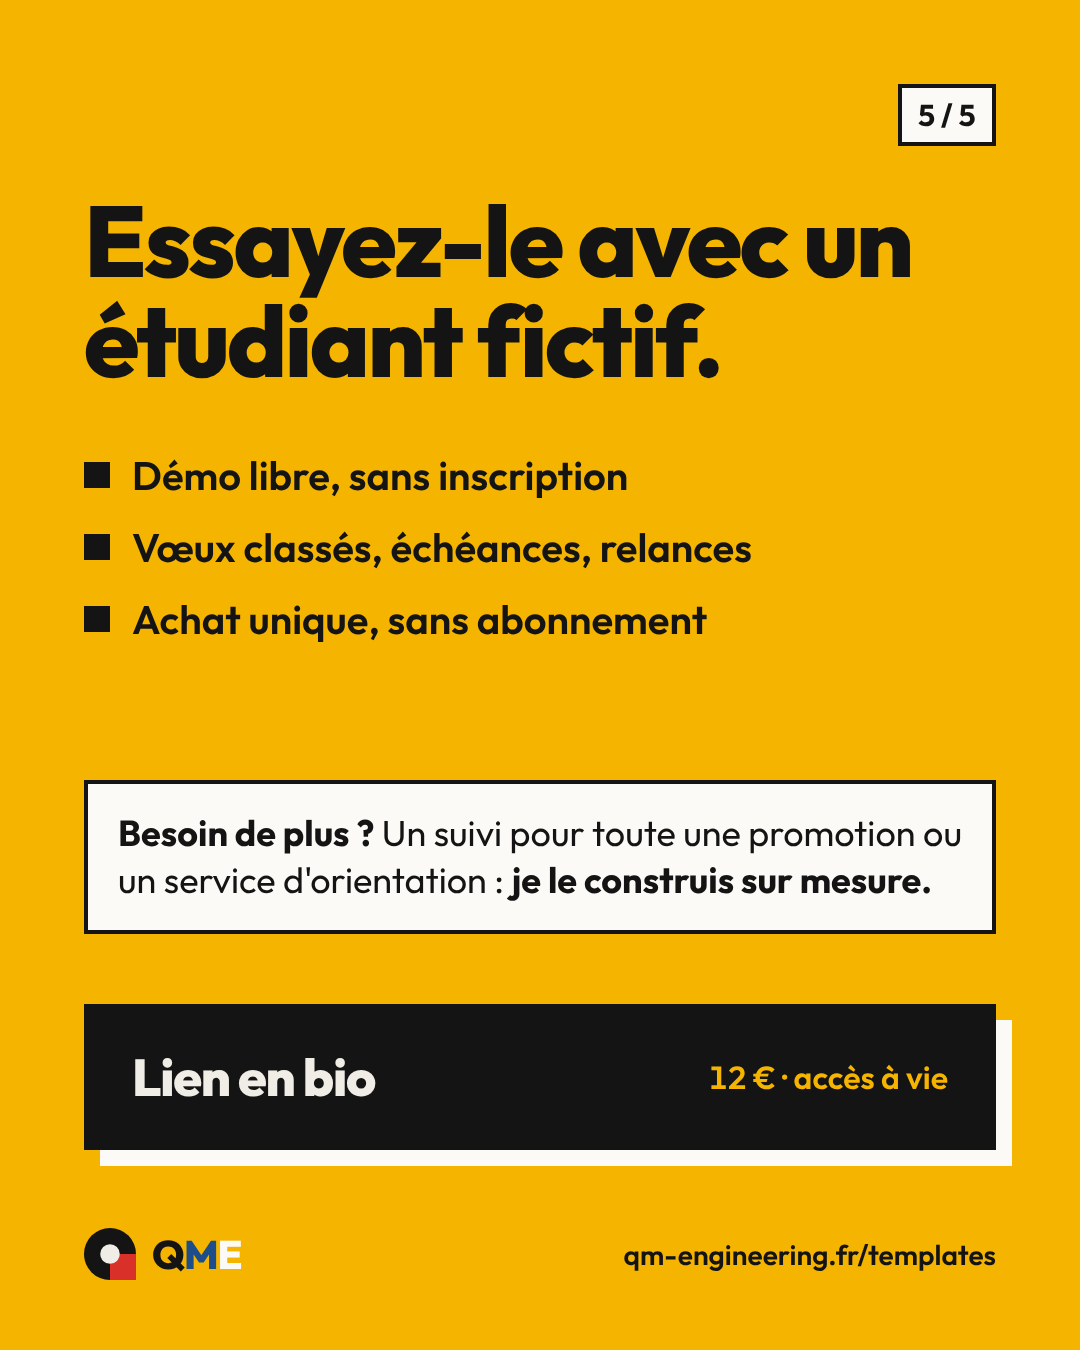 5 / 5
Essayez-le avec un
étudiant fictif.
Démo libre, sans inscription
Vœux classés, échéances, relances
Achat unique, sans abonnement
Besoin de plus ? Un suivi pour toute une promotion ou
un service d'orientation : je le construis sur mesure.
Lien en bio
12 € · accès à vie
QME
qm-engineering.fr/templates